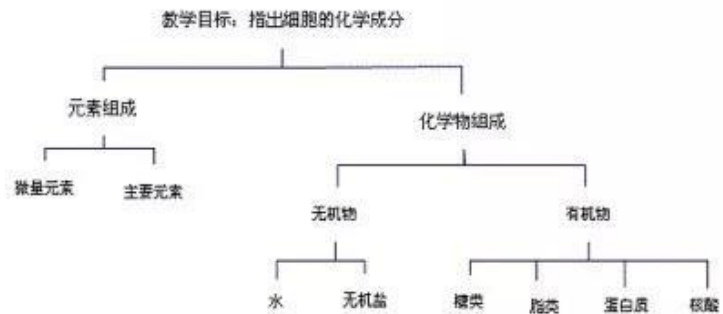 教学目标：指出细胞的化学成分
元素组成
化学物组成
微量元素
主要元素
无机物
有机物
水
无机盐
糖类
脂类
蛋白质
核酸